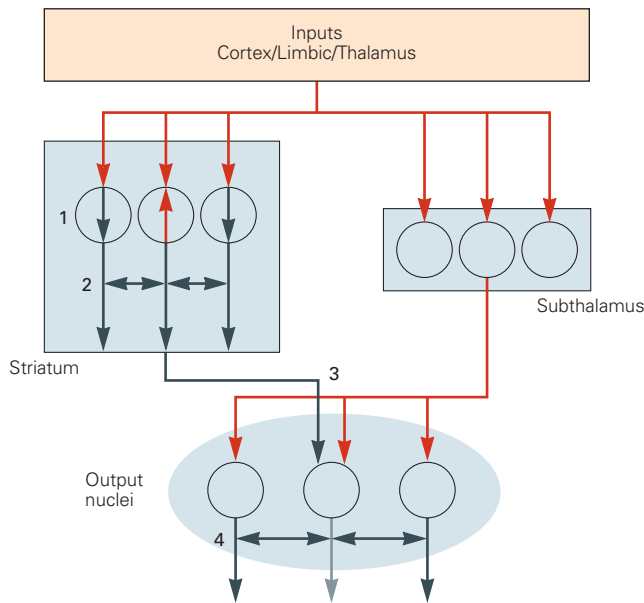 Inputs
Cortex/Limbic/Thalamus
1
2
Subthalamus
Striatum
3
Output
nuclei
4